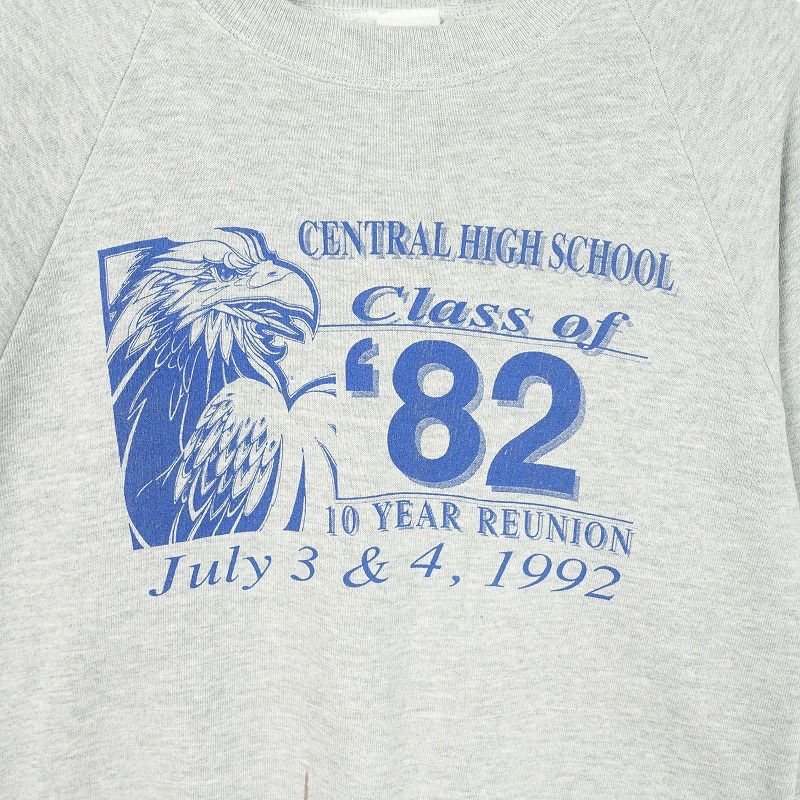 CENTRAL HIGH SCHOOL
Class of
‘82
10 YEAR REUNION
July 3 & 4, 1992